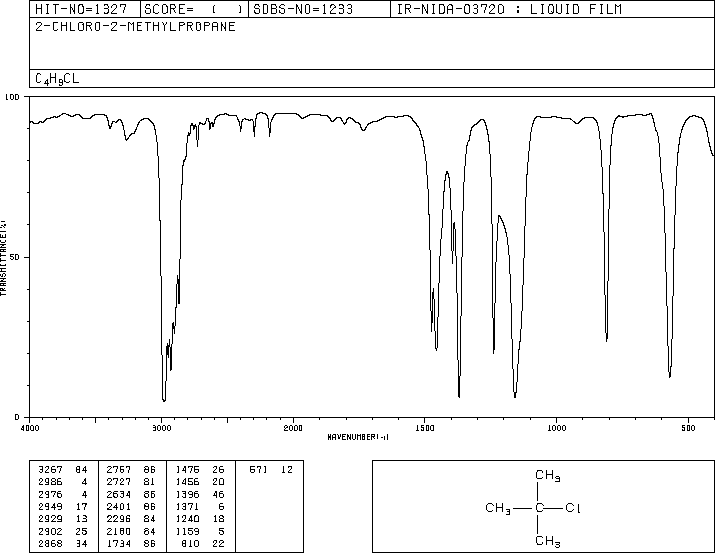 HIT-NO=1327 SCORE= ( ) SDBS-NO=1233 IR-NIDA-03720 : LIQUID FILM
2-CHLORO-2-METHYLPROPANE
C4H9CL
100
50
0
TRANSMITTANCE(%)
4000 3000 2000 1500 1000 500
WAVENUMBER(-1)
3267 84 2767 86 1476 26 571 12
2986 4 2727 81 1456 20
2976 4 2634 86 1396 46
2949 17 2401 86 1371 6
2929 13 2296 84 1240 18
2902 25 2180 84 1159 5
2868 34 1734 86 810 22
CH3
CH3 C Cl
CH3